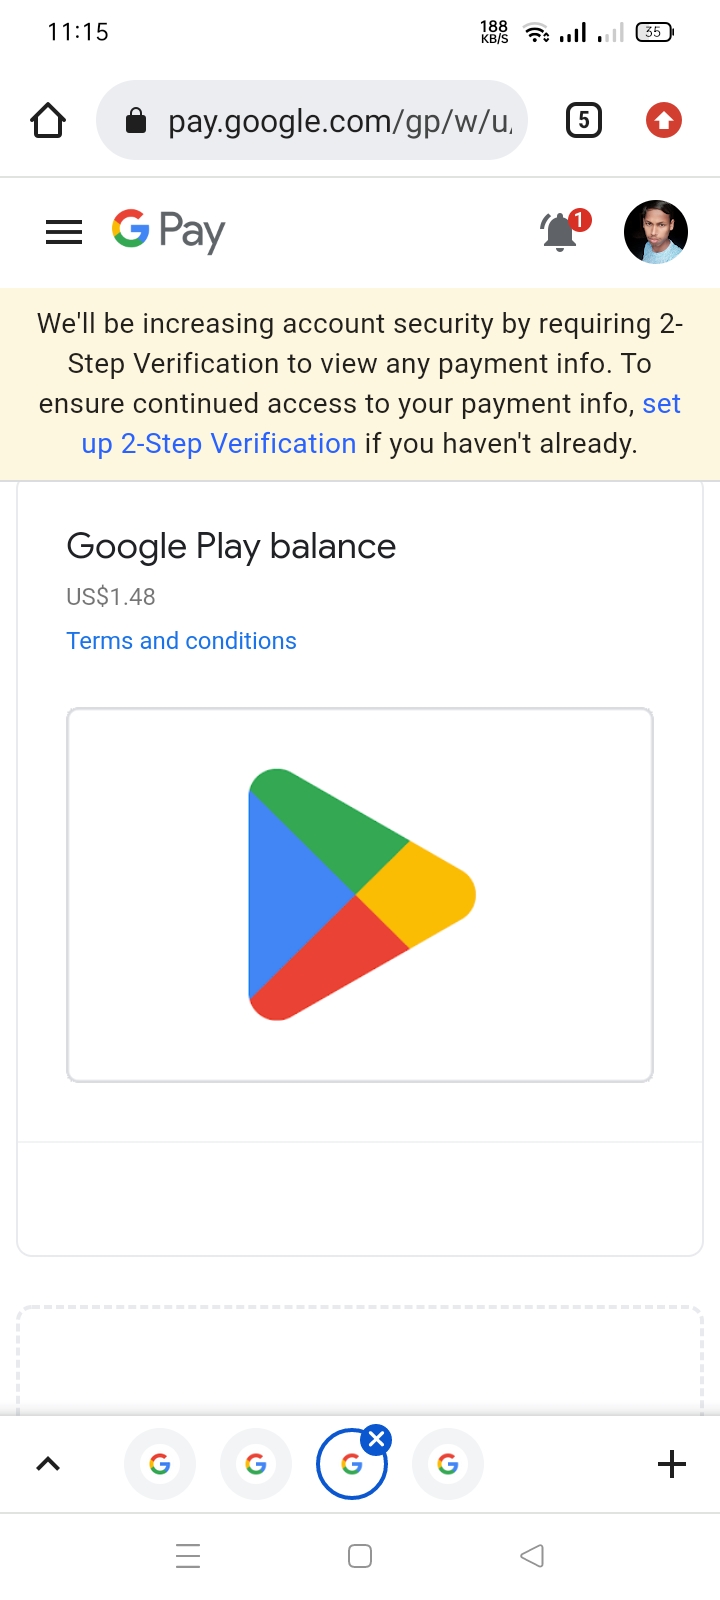 11:15
188
KB/S
35
pay.google.com/gp/w/u
5
G Pay
1
We'll be increasing account security by requiring 2-
Step Verification to view any payment info. To
ensure continued access to your payment info, set
up 2-Step Verification if you haven't already.
Google Play balance
US$1.48
Terms and conditions
G
G
G
G